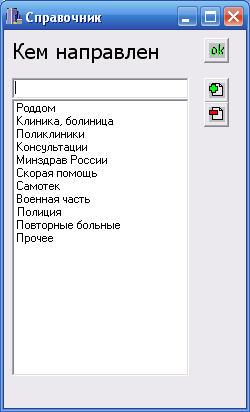 Справочник
Кем направлен
ok
Роддом
Клиника, болиница
Поликлиники
Консультации
Минздрав России
Скорая помощь
Самотек
Военная часть
Полиция
Повторные больные
Прочее